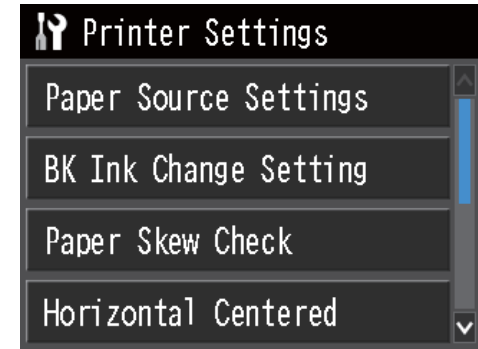 Printer Settings
Paper Source Settings
BK Ink Change Setting
Paper Skew Check
Horizontal Centered